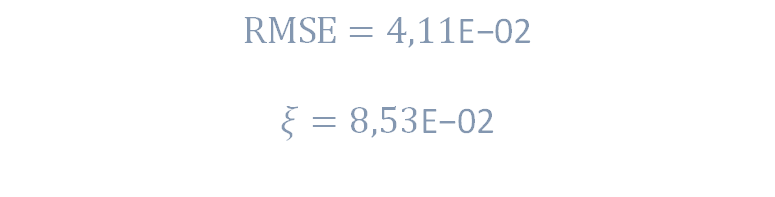 RMSE = 4,11E−02
ξ = 8,53E−02